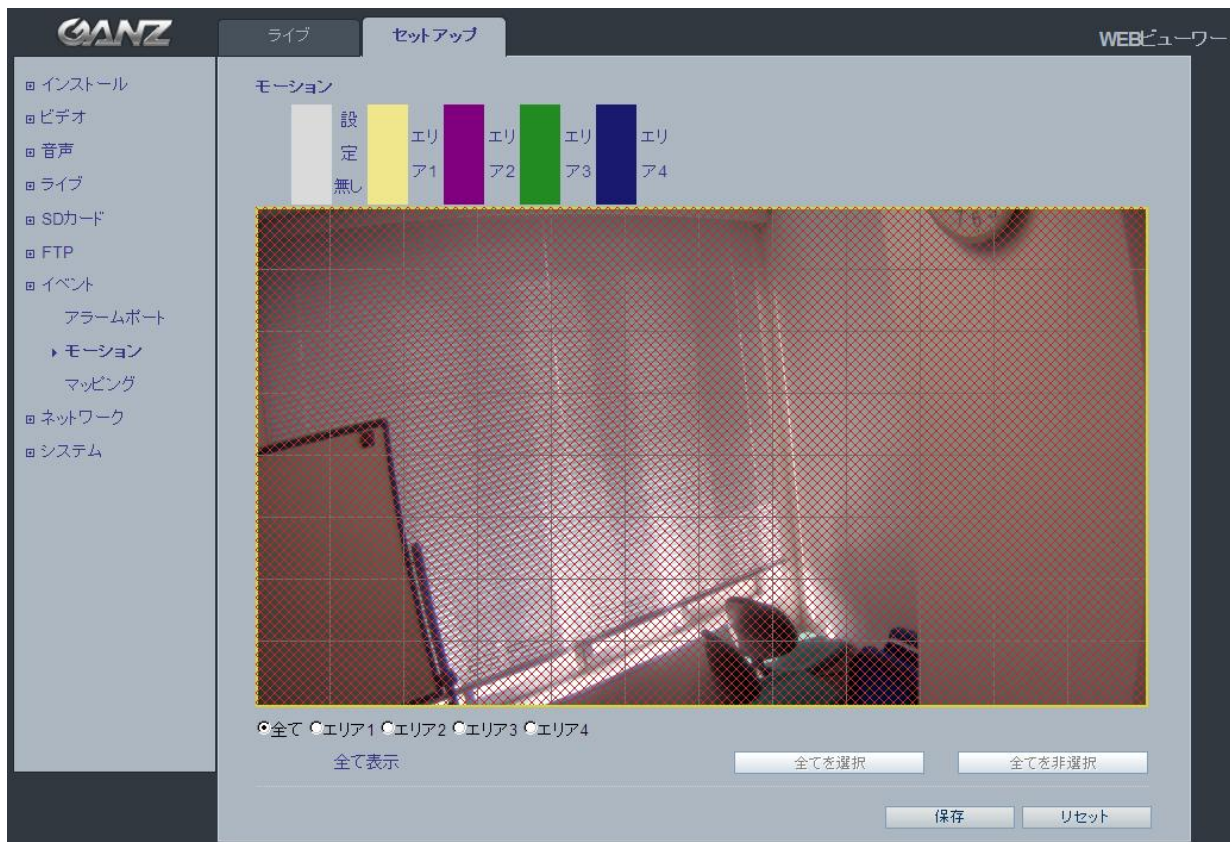 GANZ
ライブ
セットアップ
WEBビューワー
インストール
ビデオ
音声
ライブ
SDカード
FTP
イベント
アラームポート
モーション
マッピング
ネットワーク
システム
モーション
設定無し
エリア1
エリア2
エリア3
エリア4
全て エリア1 エリア2 エリア3 エリア4
全て表示
全てを選択
全てを非選択
保存
リセット